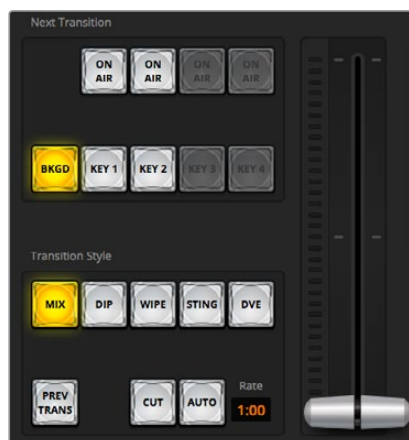 Next Transition
ON AIR ON AIR ON AIR ON AIR
BKGD KEY 1 KEY 2 KEY 3 KEY 4
Transition Style
MIX DIP WIPE STING DVE
Rate
PREV TRANS CUT AUTO 1:00